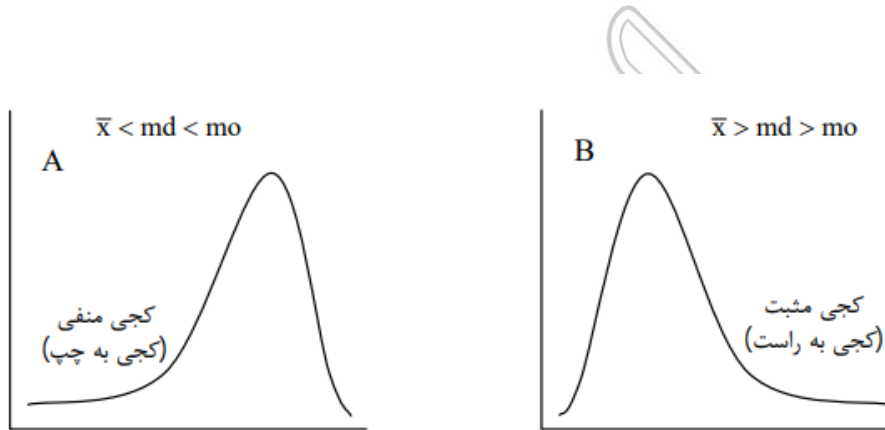 x̄ < md < mo
A
کجی منفی
(کجی به چپ)
x̄ > md > mo
B
کجی مثبت
(کجی به راست)